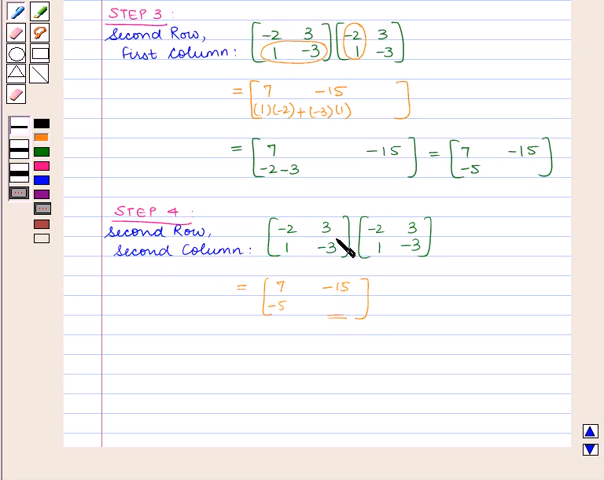 STEP 3 :
Second Row, [-2 3] [-2 3]
First Column: [1 -3] [1 -3]
= [7 -15]
[(1)(-2)+(-3)(1) ]
= [7 -15] = [7 -15]
[-2-3 ] [-5 ]
STEP 4 :
Second Row, [-2 3] [-2 3]
Second Column: [1 -3] [1 -3]
= [7 -15]
[-5 __]